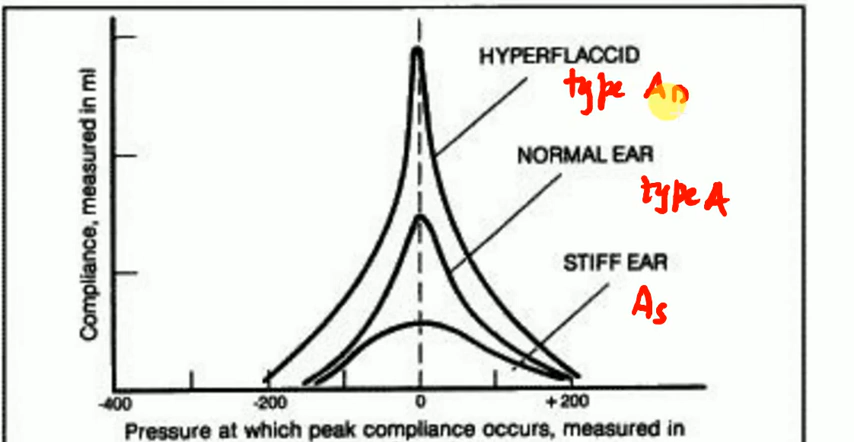 HYPERFLACCID
type AD
NORMAL EAR
type A
STIFF EAR
As
Compliance, measured in ml
-400
-200
0
+200
Pressure at which peak compliance occurs, measured in